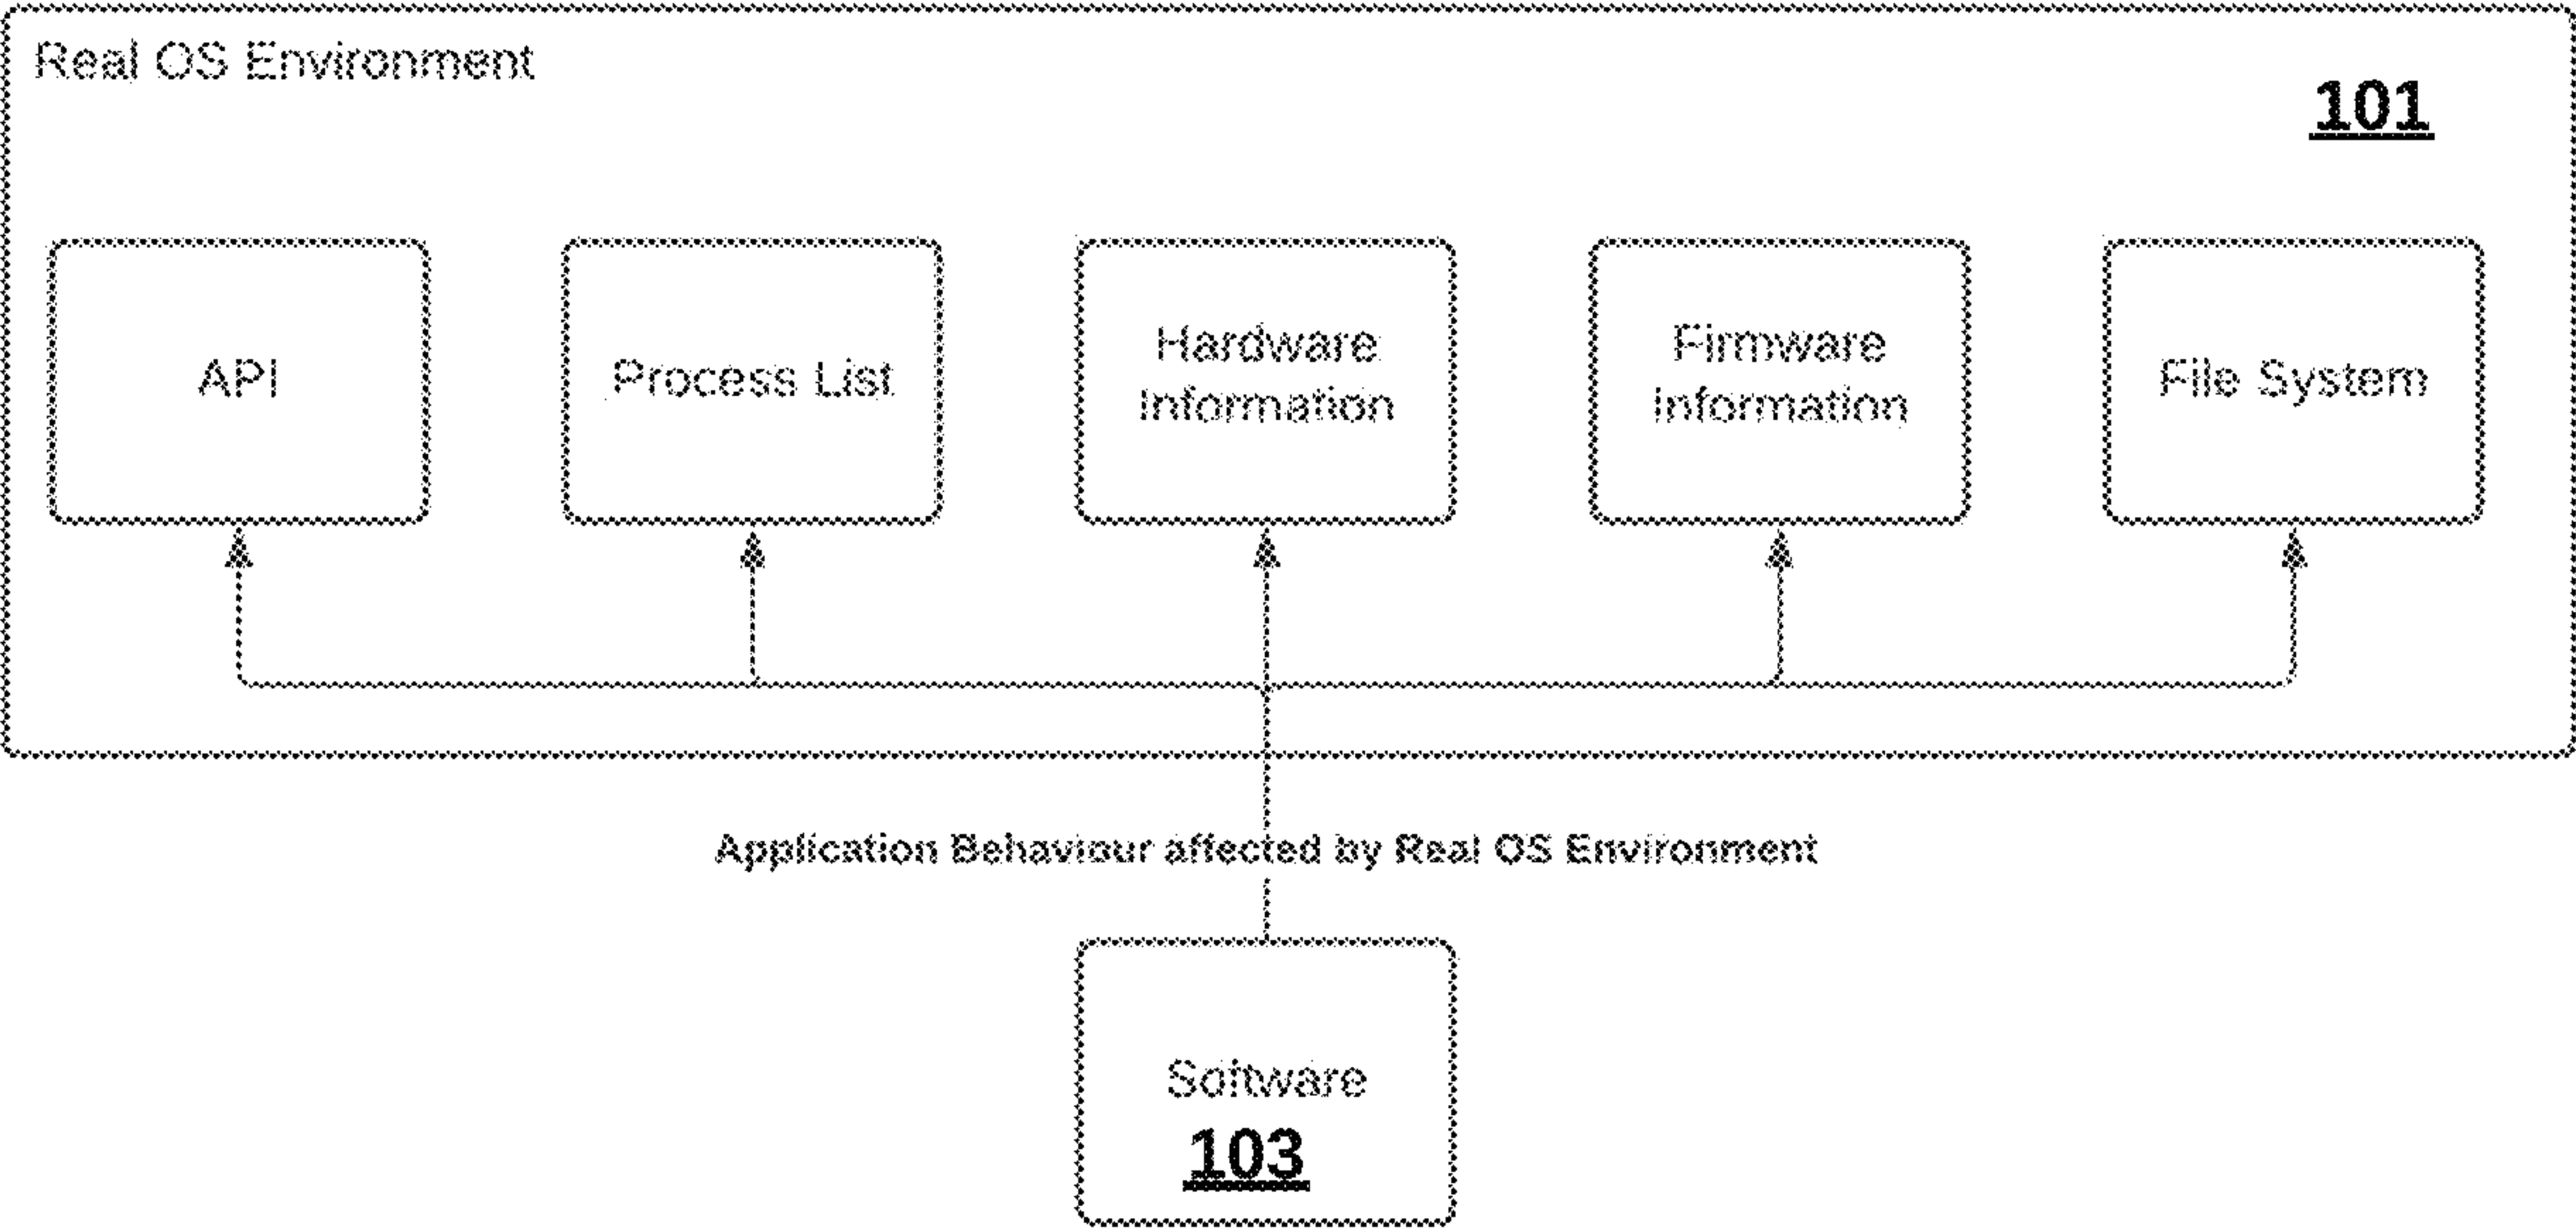 Real OS Environment
101
API
Process List
Hardware
Information
Firmware
Information
File System
Application Behaviour affected by Real OS Environment
Software
103